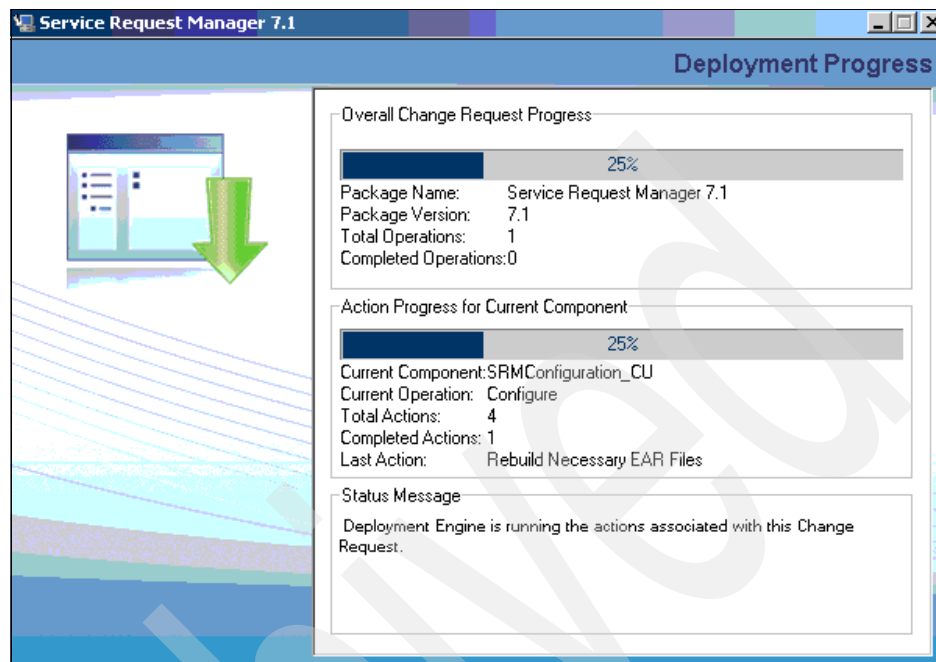 Service Request Manager 7.1
Deployment Progress
Overall Change Request Progress
25%
Package Name: Service Request Manager 7.1
Package Version: 7.1
Total Operations: 1
Completed Operations:0
Action Progress for Current Component
25%
Current Component:SRMConfiguration_CU
Current Operation: Configure
Total Actions: 4
Completed Actions: 1
Last Action: Rebuild Necessary EAR Files
Status Message
Deployment Engine is running the actions associated with this Change
Request.